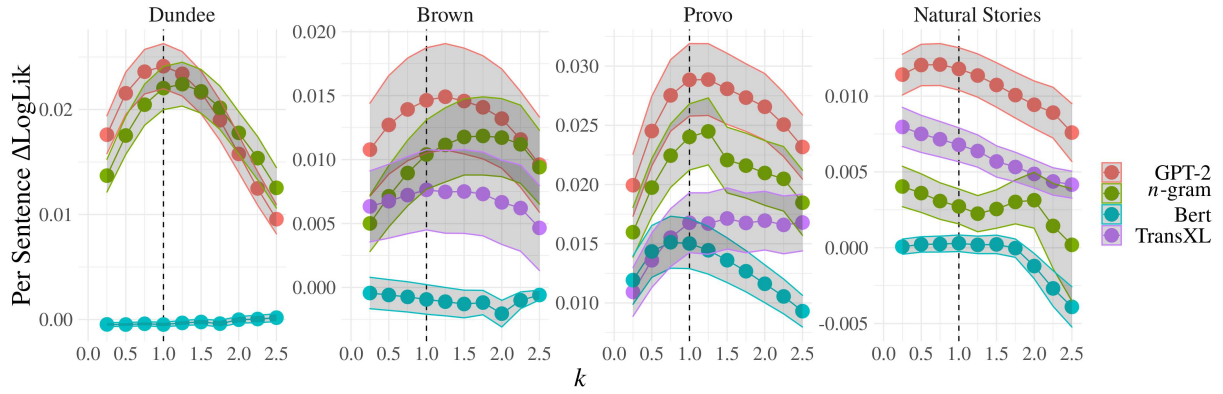 Dundee
Brown
Provo
Natural Stories
Per Sentence ΔLogLik
0.02
0.01
0.00
0.0 0.5 1.0 1.5 2.0 2.5
0.020
0.015
0.010
0.005
0.000
0.0 0.5 1.0 1.5 2.0 2.5
0.030
0.025
0.020
0.015
0.010
0.0 0.5 1.0 1.5 2.0 2.5
0.010
0.005
0.000
-0.005
0.0 0.5 1.0 1.5 2.0 2.5
k
GPT-2
n-gram
Bert
TransXL